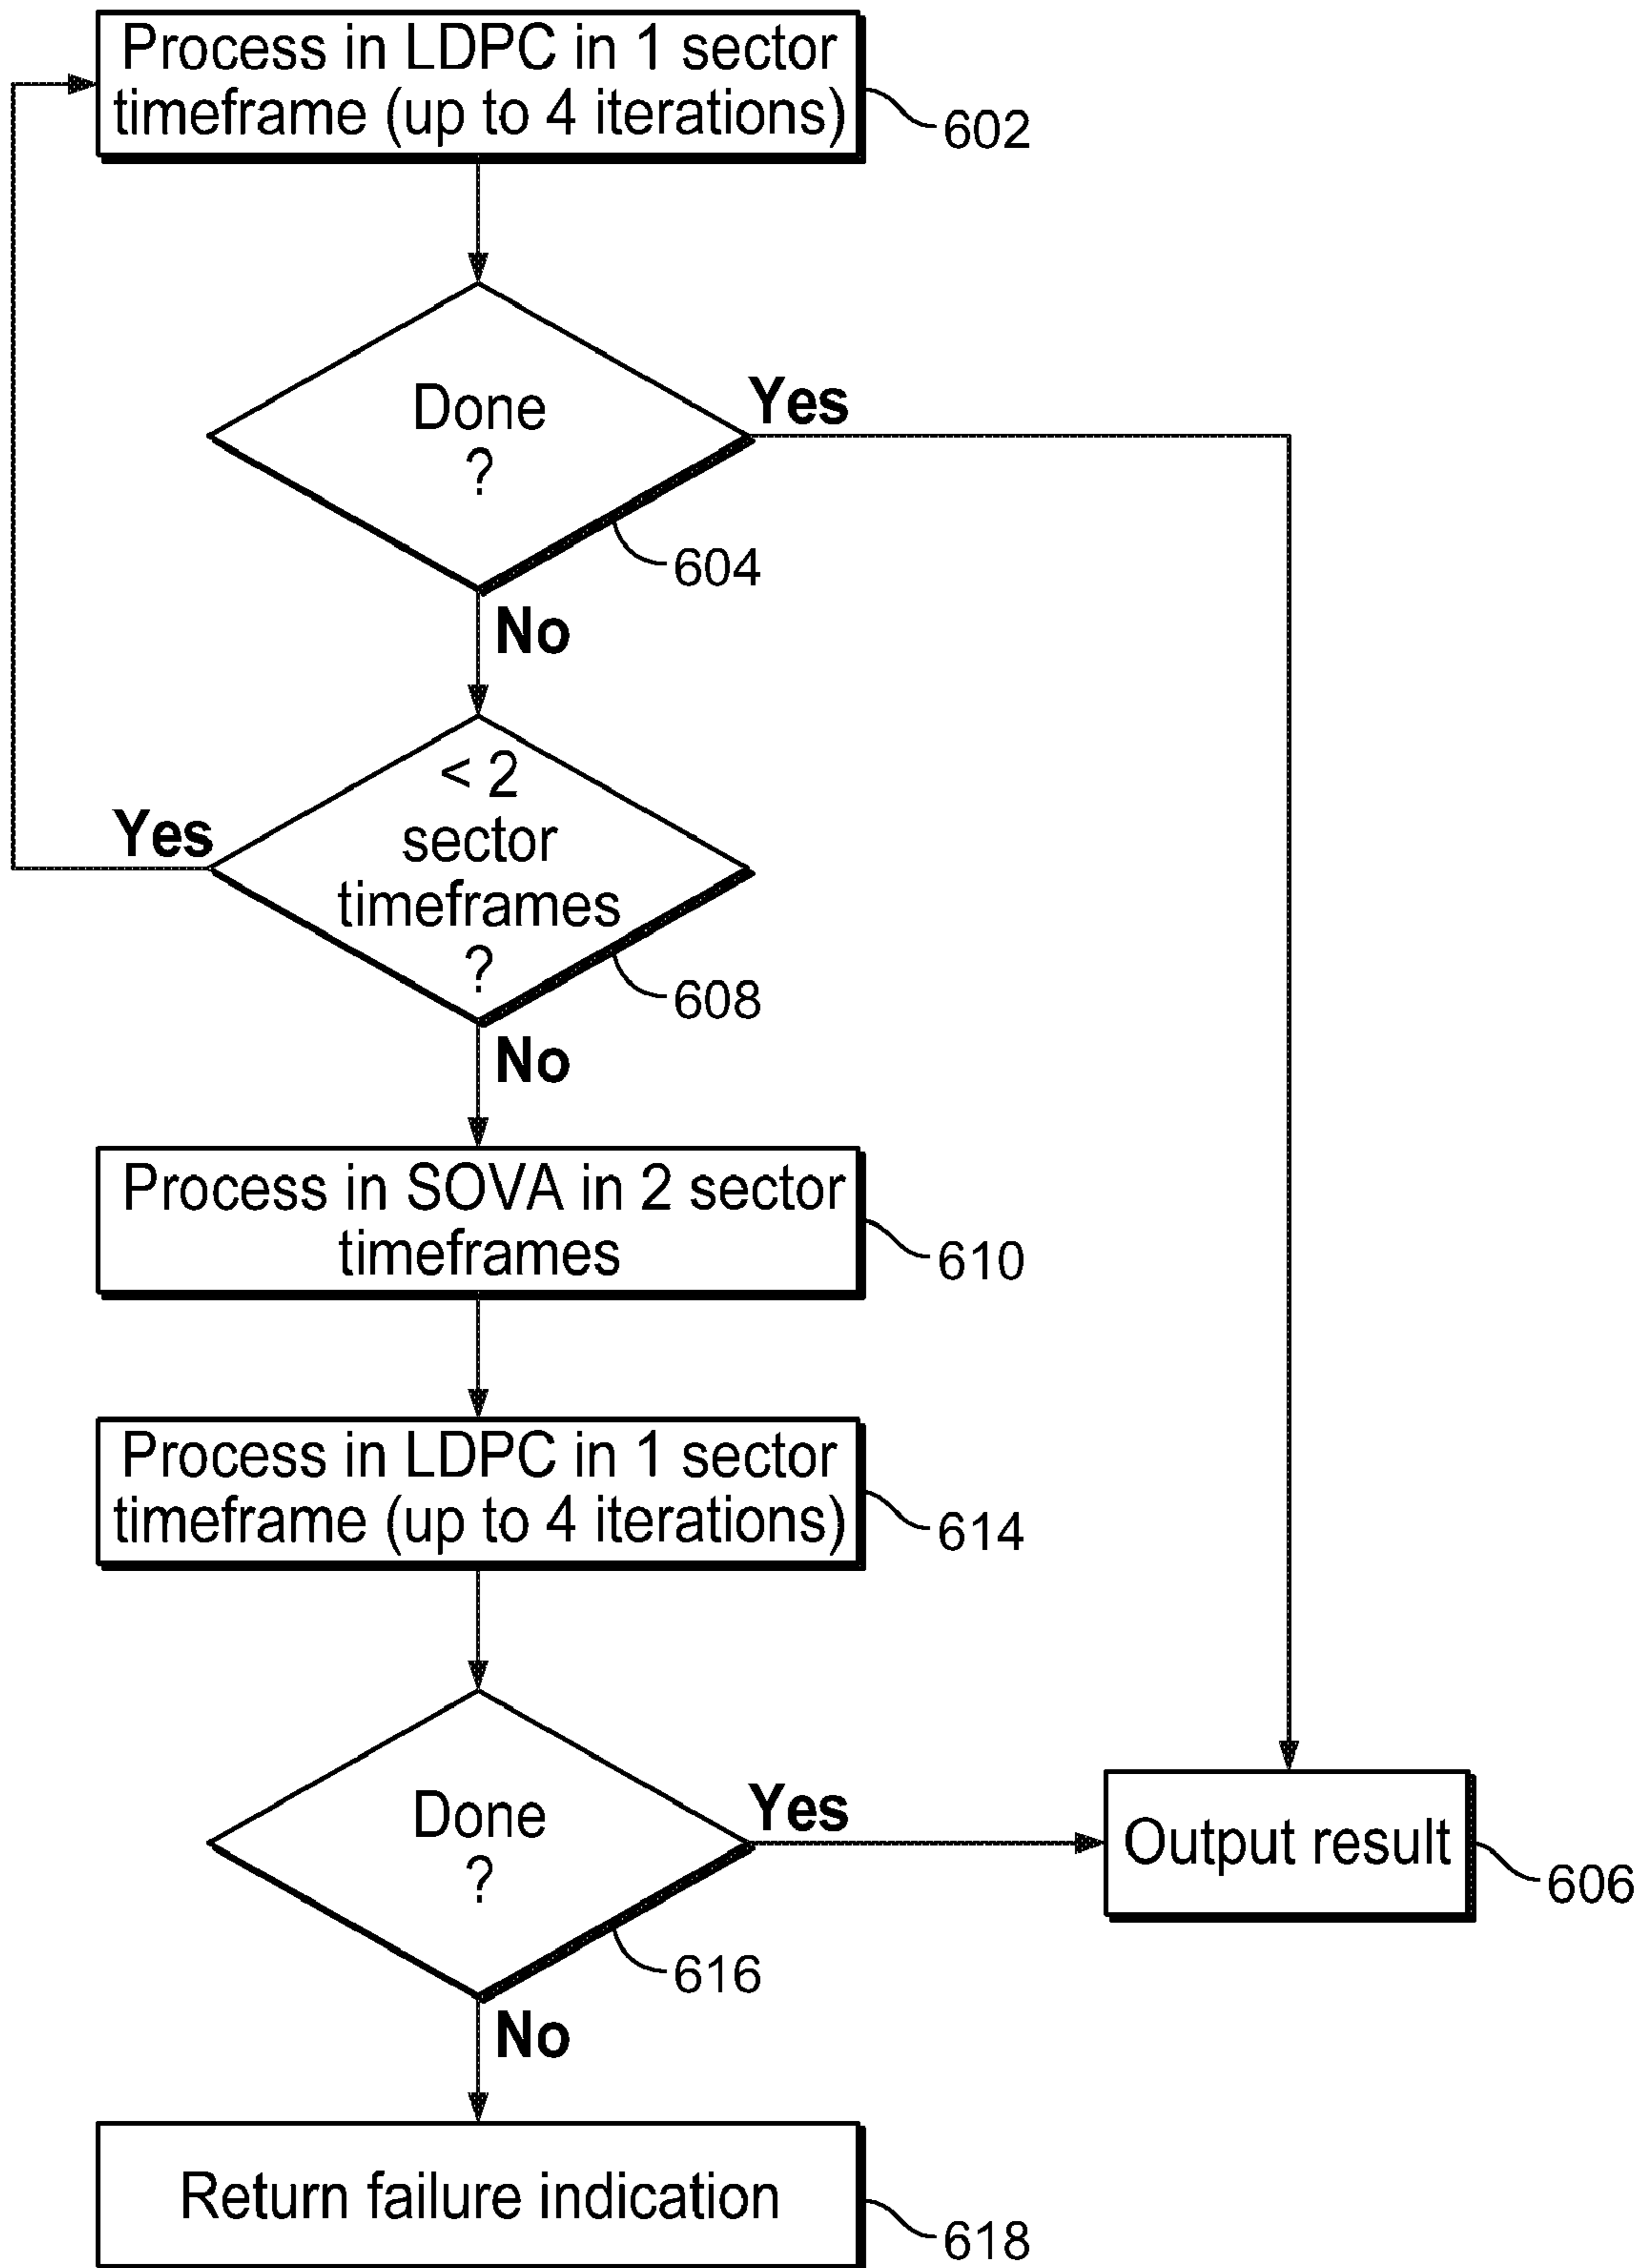 Process in LDPC in 1 sector
timeframe (up to 4 iterations)
602
Done
?
Yes
604
No
< 2
sector
timeframes
?
Yes
608
No
Process in SOVA in 2 sector
timeframes
610
Process in LDPC in 1 sector
timeframe (up to 4 iterations)
614
Done
?
Yes
Output result
606
616
No
Return failure indication
618